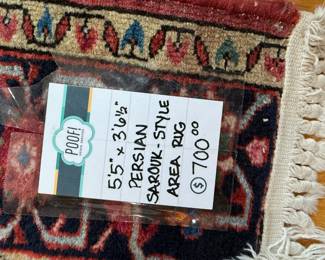 POOF!
5'5" x 3'6½"
PERSIAN
SAROUK-STYLE
AREA RUG
$ 700.00